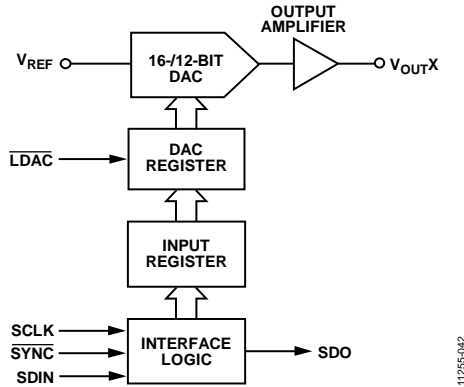 OUTPUT
AMPLIFIER
VREF
16-/12-BIT
DAC
VOUTX
LDAC
DAC
REGISTER
INPUT
REGISTER
SCLK
SYNC
SDIN
INTERFACE
LOGIC
SDO
11255-042